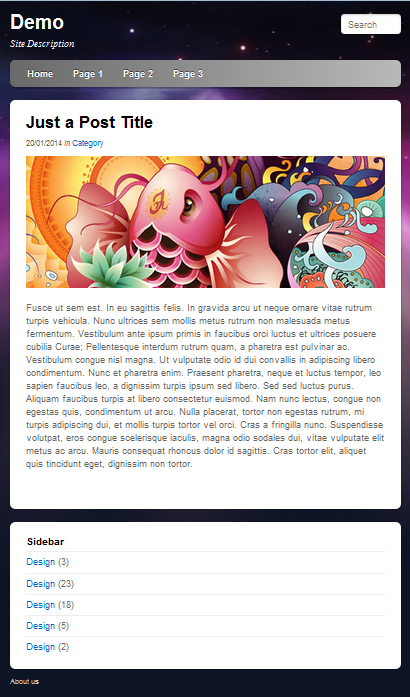 Demo
Search
Site Description
Home Page 1 Page 2 Page 3
Just a Post Title
20/01/2014 in Category
Fusce ut sem est. In eu sagittis felis. In gravida arcu ut neque ornare vitae rutrum
turpis vehicula. Nunc ultrices sem mollis metus rutrum non malesuada metus
fermentum. Vestibulum ante ipsum primis in faucibus orci luctus et ultrices posuere
cubilia Curae; Pellentesque interdum rutrum quam, a pharetra est pulvinar ac.
Vestibulum congue nisl magna. Ut vulputate odio id dui convallis in adipiscing libero
condimentum. Nunc et pharetra enim. Praesent pharetra, neque et luctus tempor, leo
sapien faucibus leo, a dignissim turpis ipsum sed libero. Sed sed luctus purus.
Aliquam faucibus turpis at libero consectetur euismod. Nam nunc lectus, congue non
egestas quis, condimentum ut arcu. Nulla placerat, tortor non egestas rutrum, mi
turpis adipiscing dui, et mollis turpis tortor vel orci. Cras a fringilla nunc. Suspendisse
volutpat, eros congue scelerisque iaculis, magna odio sodales dui, vitae vulputate elit
metus ac arcu. Mauris consequat rhoncus dolor id sagittis. Cras tortor elit, aliquet
quis tincidunt eget, dignissim non tortor.
Sidebar
Design (3)
Design (23)
Design (18)
Design (5)
Design (2)
About us